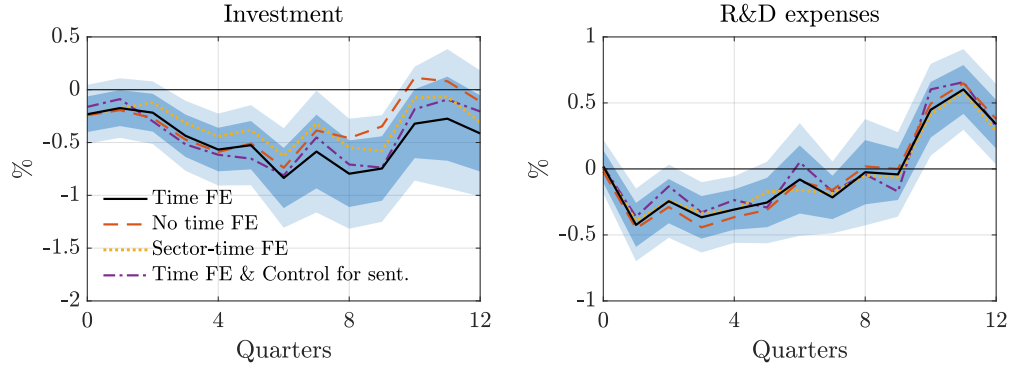 Investment
0.5
0
-0.5
-1
-1.5
-2
%
Time FE
No time FE
Sector-time FE
Time FE & Control for sent.
0 4 8 12
Quarters
R&D expenses
1
0.5
0
-0.5
-1
%
0 4 8 12
Quarters